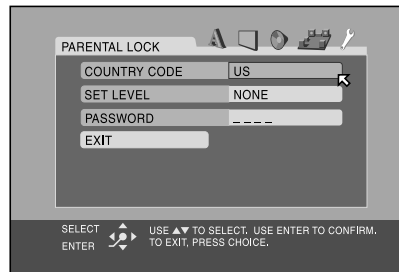 PARENTAL LOCK
COUNTRY CODE US
SET LEVEL NONE
PASSWORD _ _ _ _
EXIT
SELECT
ENTER
USE ▲▼ TO SELECT. USE ENTER TO CONFIRM.
TO EXIT, PRESS CHOICE.